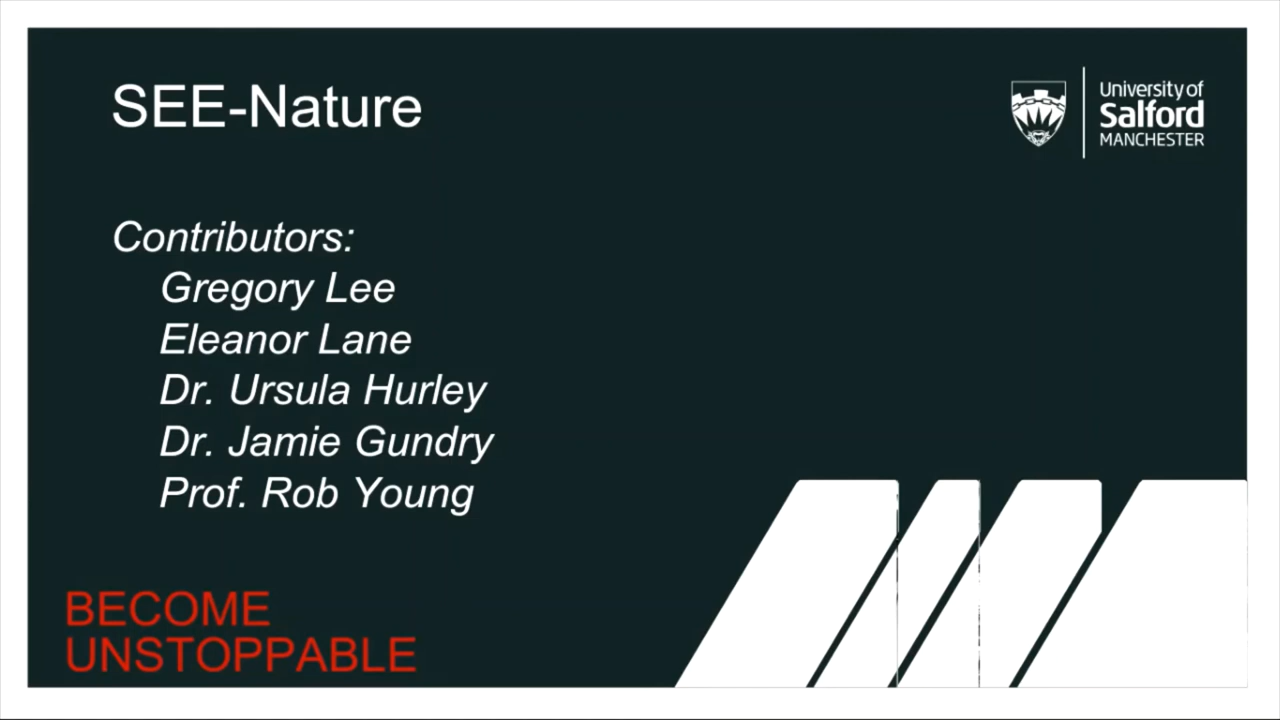 SEE-Nature
University of
Salford
MANCHESTER
Contributors:
Gregory Lee
Eleanor Lane
Dr. Ursula Hurley
Dr. Jamie Gundry
Prof. Rob Young
BECOME
UNSTOPPABLE